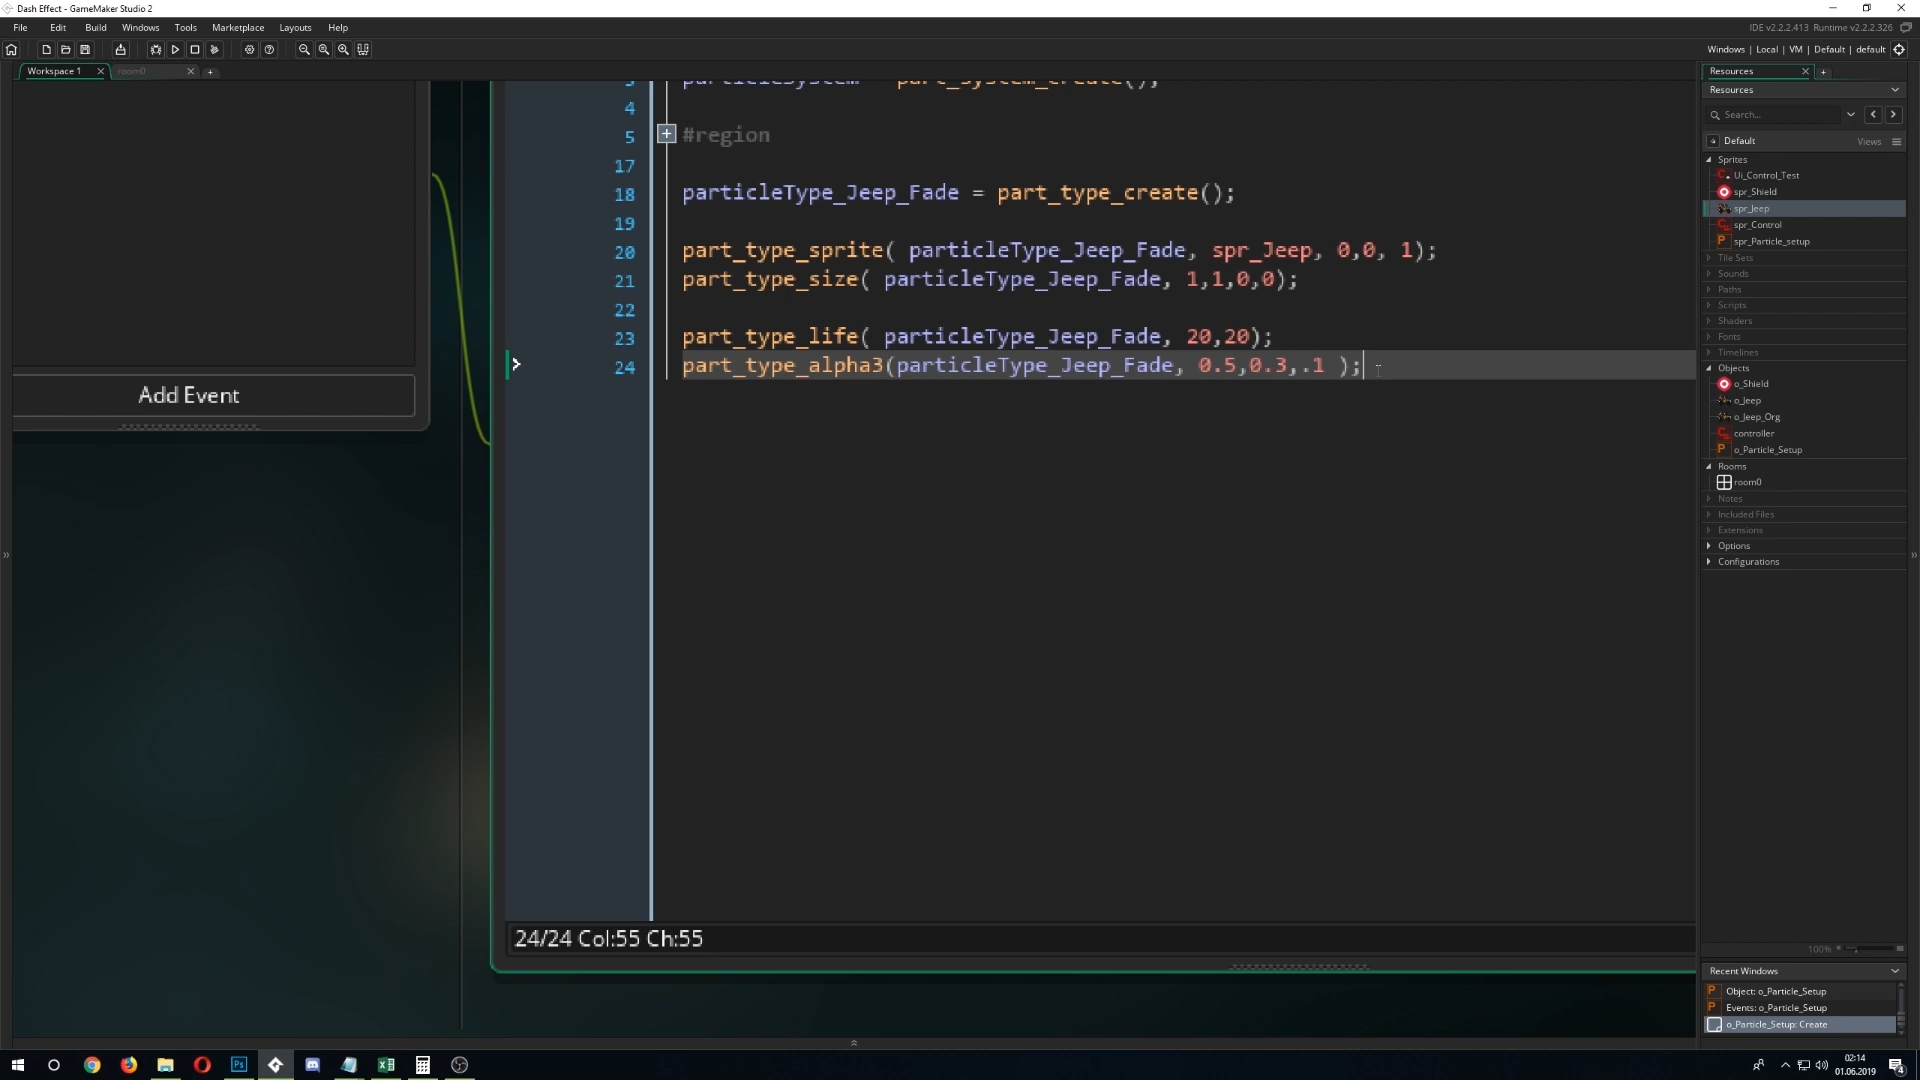 Dash Effect - GameMaker Studio 2
File Edit Build Windows Tools Marketplace Layouts Help
IDE v2.2.2.413 Runtime v2.2.2.326
Windows | Local | VM | Default | default
Workspace 1
room0
3 particleSystem = part_system_create();
4
5 #region
17
18 particleType_Jeep_Fade = part_type_create();
19
20 part_type_sprite( particleType_Jeep_Fade, spr_Jeep, 0,0, 1);
21 part_type_size( particleType_Jeep_Fade, 1,1,0,0);
22
23 part_type_life( particleType_Jeep_Fade, 20,20);
24 part_type_alpha3(particleType_Jeep_Fade, 0.5,0.3,.1 );
Add Event
24/24 Col:55 Ch:55
Resources
Resources
Search...
Default Views
Sprites
Ui_Control_Test
spr_Shield
spr_Jeep
spr_Control
spr_Particle_setup
Tile Sets
Sounds
Paths
Scripts
Shaders
Fonts
Timelines
Objects
o_Shield
o_Jeep
o_Jeep_Org
controller
o_Particle_Setup
Rooms
room0
Notes
Included Files
Extensions
Options
Configurations
100%
Recent Windows
Object: o_Particle_Setup
Events: o_Particle_Setup
o_Particle_Setup: Create
02:14
01.06.2019
4